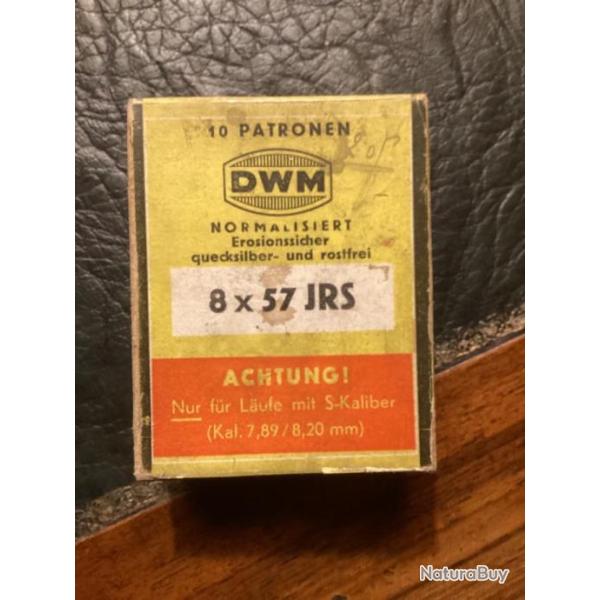 10 PATRONEN
DWM
NORMALISIERT
Erosionssicher
quecksilber- und rostfrei
8 x 57 JRS
ACHTUNG!
Nur für Läufe mit S-Kaliber
(Kal. 7,89/8,20 mm)
NaturaBuy